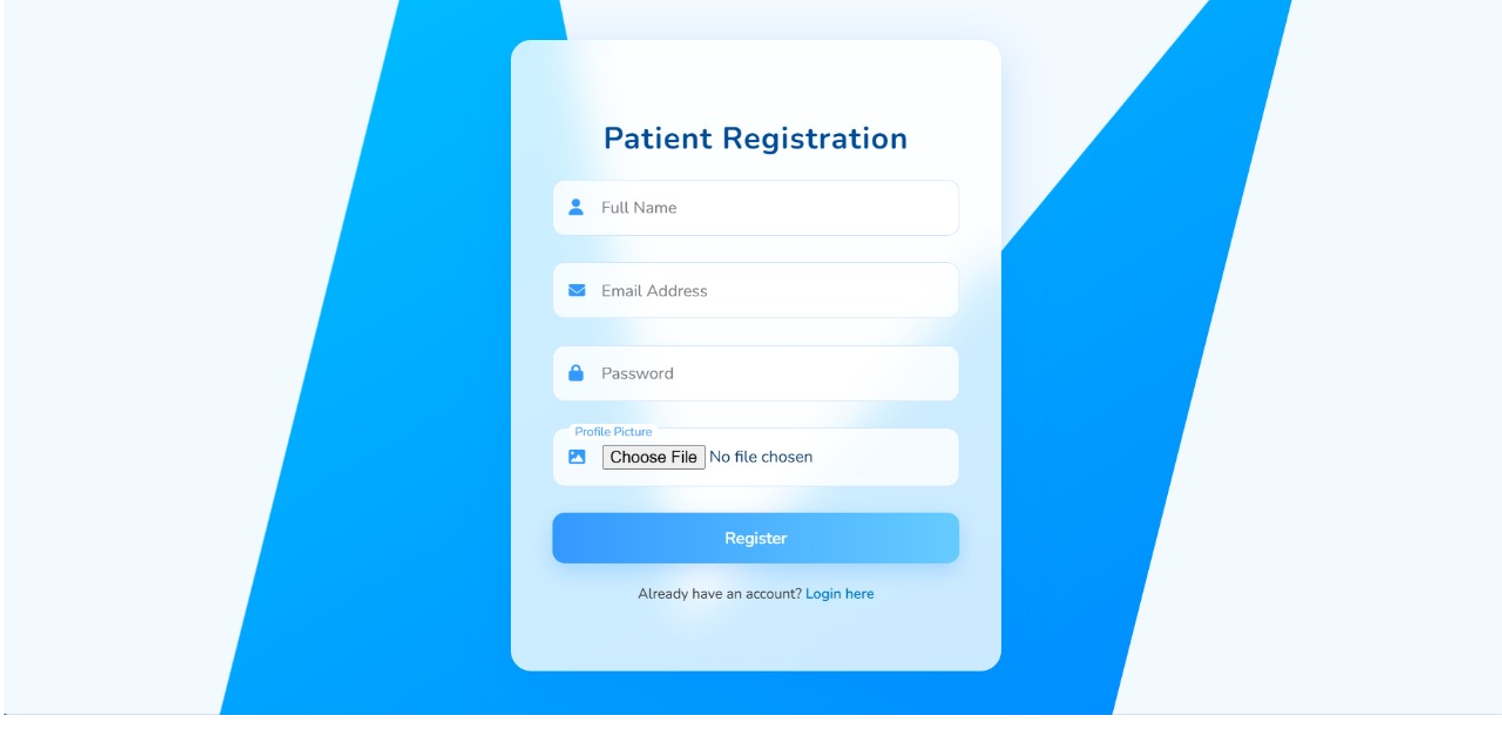 Patient Registration
Full Name
Email Address
Password
Profile Picture
Choose File No file chosen
Register
Already have an account? Login here